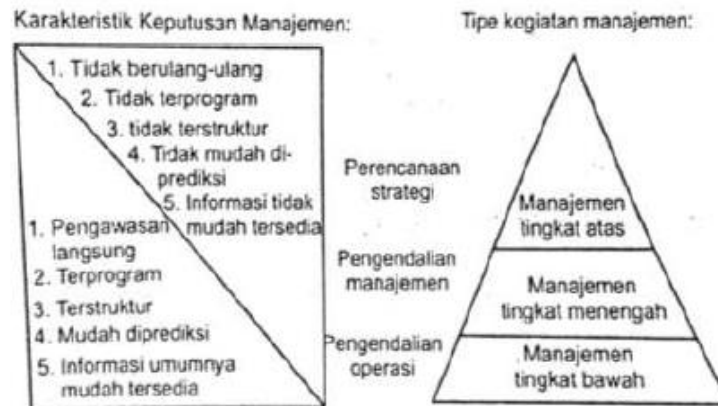 Karakteristik Keputusan Manajemen:
1. Tidak berulang-ulang
2. Tidak terprogram
3. tidak terstruktur
4. Tidak mudah di-
prediksi
5. Informasi tidak
mudah tersedia
1. Pengawasan
langsung
2. Terprogram
3. Terstruktur
4. Mudah diprediksi
5. Informasi umumnya
mudah tersedia
Tipe kegiatan manajemen:
Perencanaan
strategi
Manajemen
tingkat atas
Pengendalian
manajemen
Manajemen
tingkat menengah
Pengendalian
operasi
Manajemen
tingkat bawah